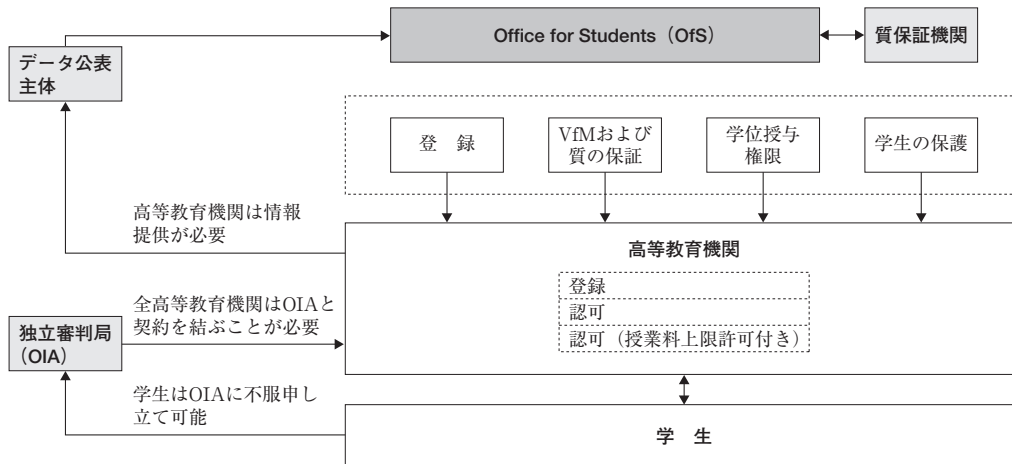 Office for Students（OfS）
質保証機関
データ公表
主体
登　録
VfMおよび
質の保証
学位授与
権限
学生の保護
高等教育機関は情報
提供が必要
高等教育機関
登録
認可
認可（授業料上限許可付き）
全高等教育機関はOIAと
契約を結ぶことが必要
独立審判局
（OIA）
学生はOIAに不服申し
立て可能
学　生